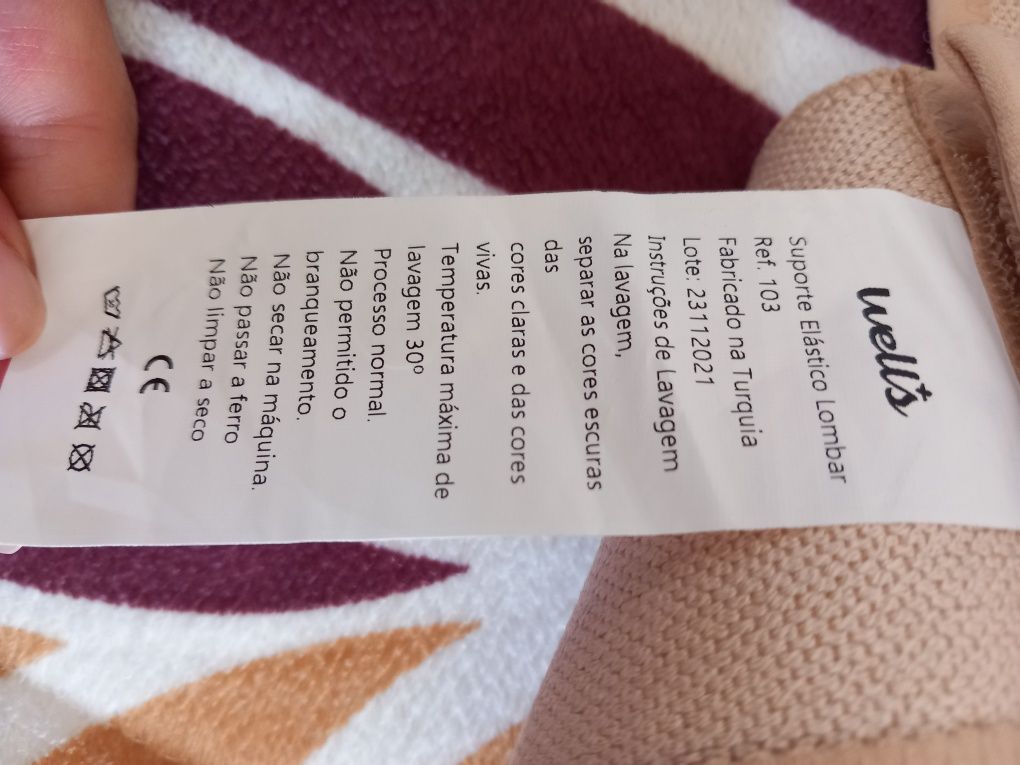 well's
Suporte Elástico Lombar
Ref. 103
Fabricado na Turquia
Lote: 23112021
Instruções de Lavagem
Na lavagem,
separar as cores escuras
das
cores claras e das cores
vivas.
Temperatura máxima de
lavagem 30º
Processo normal.
Não permitido o
branqueamento.
Não secar na máquina.
Não passar a ferro
Não limpar a seco
CE